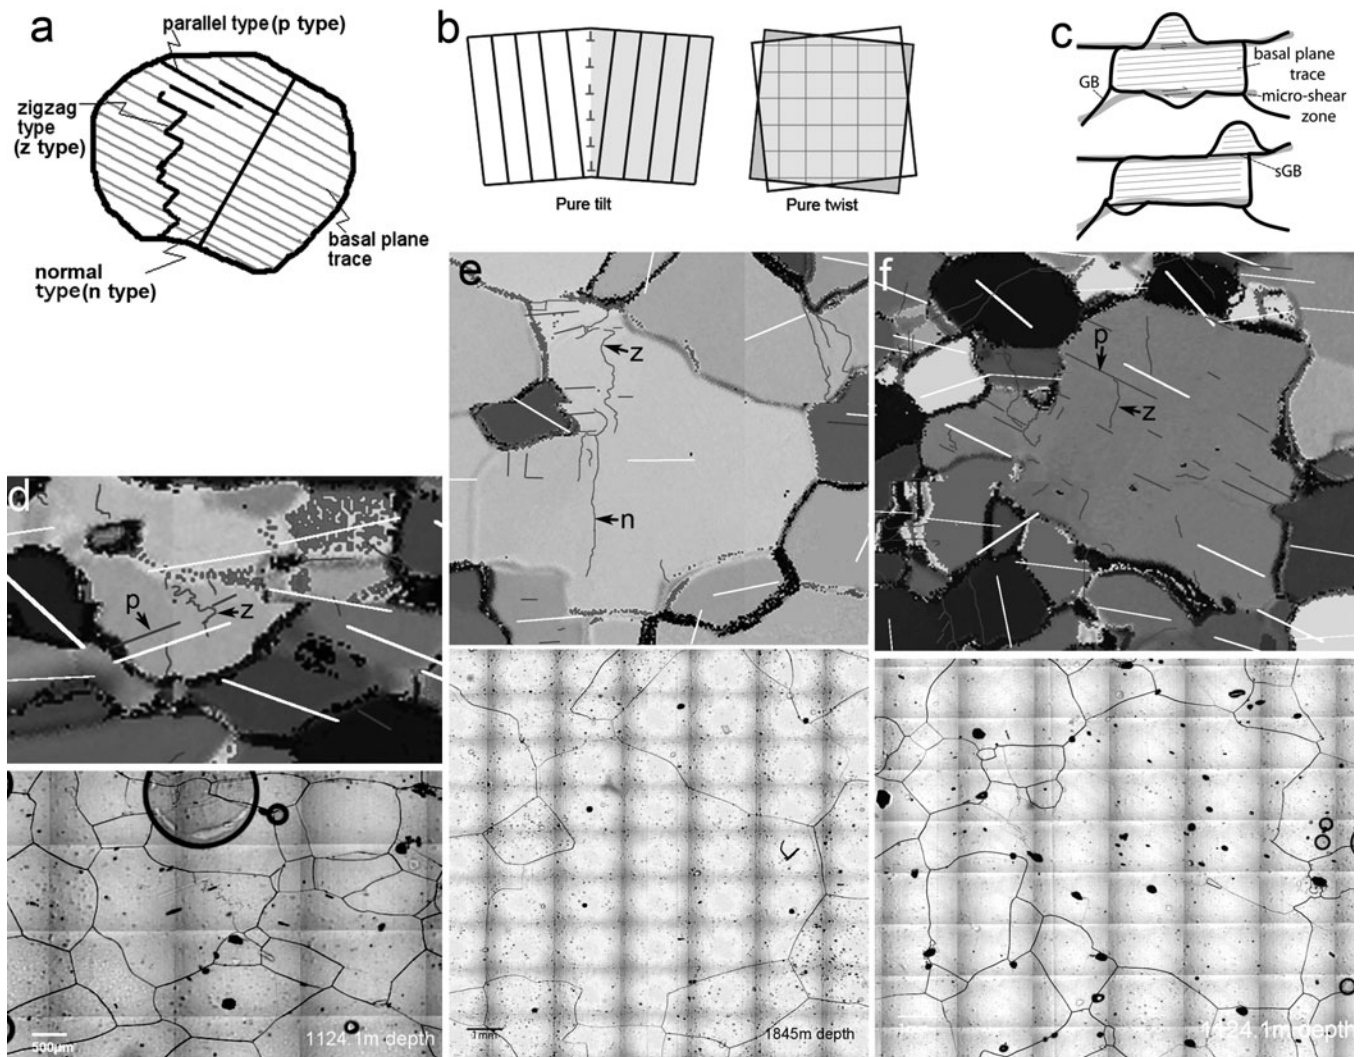 a
parallel type (p type)
zigzag
type
(z type)
basal plane
trace
normal
type (n type)
b
Pure tilt
Pure twist
c
basal plane
trace
GB
micro-shear
zone
sGB
d
p
z
e
z
n
f
p
z
500µm
1124.1m depth
1mm
1845m depth
1124.1m depth